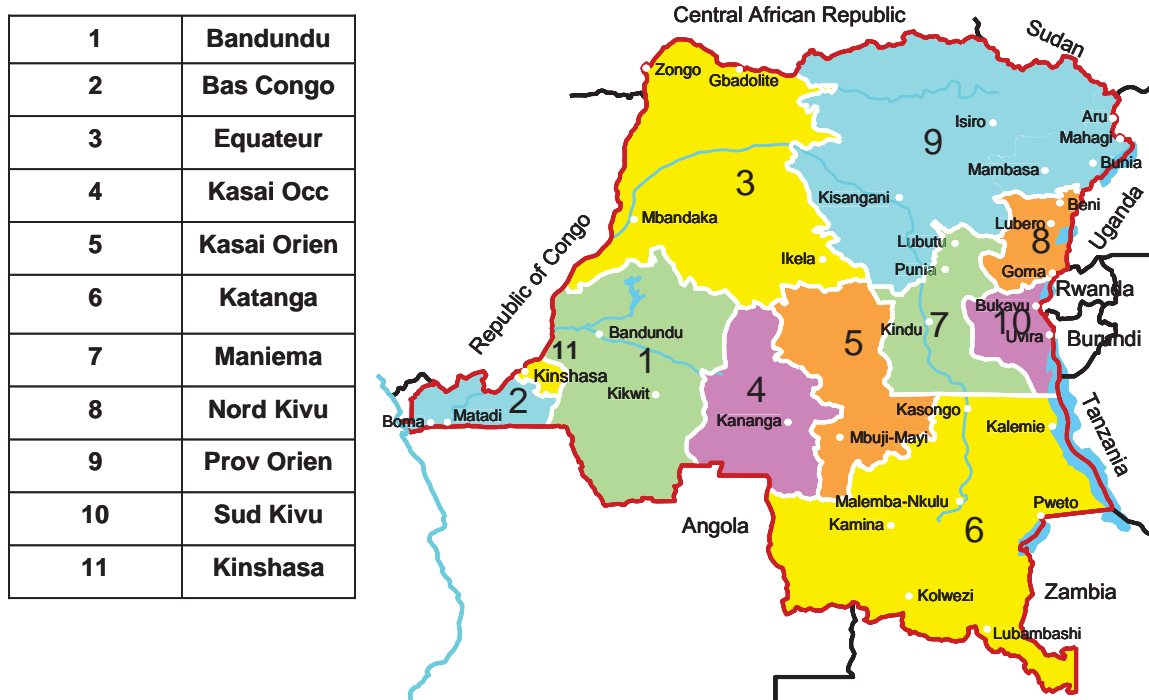 1 Bandundu
2 Bas Congo
3 Equateur
4 Kasai Occ
5 Kasai Orien
6 Katanga
7 Maniema
8 Nord Kivu
9 Prov Orien
10 Sud Kivu
11 Kinshasa
Central African Republic
Sudan
Zongo
Gbadolite
Aru
Isiro
Mahagi
9
Bunia
Mambasa
3
Kisangani
Beni
Uganda
Mbandaka
Lubero
8
Lubutu
Ikela
Punia
Goma
Republic of Congo
Rwanda
Bukavu
10
Bandundu
Kindu
7
Uvira
Burundi
5
11
1
Kinshasa
4
2
Kikwit
Kasongo
Tanzania
Boma
Matadi
Kananga
Mbuji-Mayi
Kalemie
Malemba-Nkulu
Pweto
Angola
Kamina
6
Zambia
Kolwezi
Lubambashi